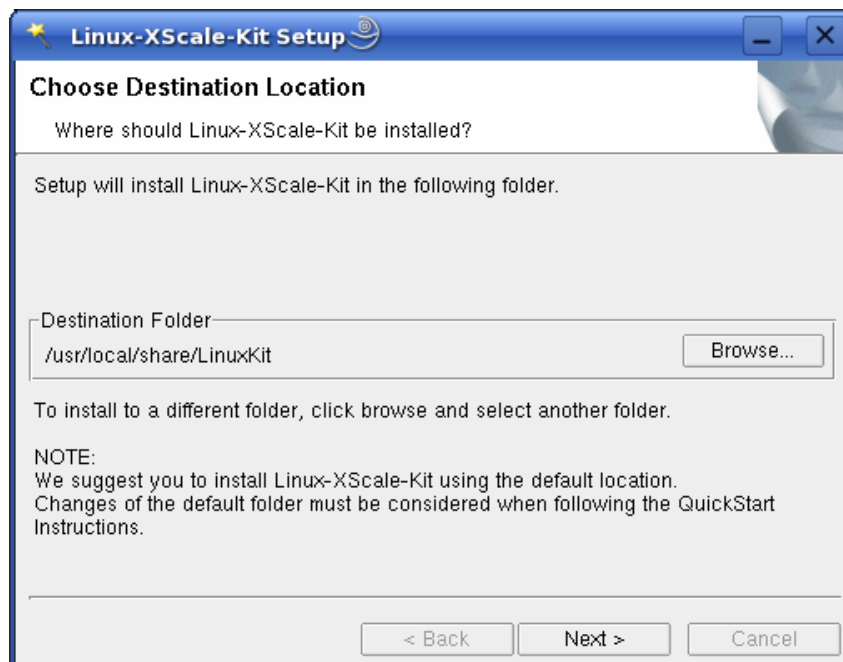 Linux-XScale-Kit Setup
Choose Destination Location
Where should Linux-XScale-Kit be installed?
Setup will install Linux-XScale-Kit in the following folder.
Destination Folder
/usr/local/share/LinuxKit
Browse...
To install to a different folder, click browse and select another folder.
NOTE:
We suggest you to install Linux-XScale-Kit using the default location.
Changes of the default folder must be considered when following the QuickStart
Instructions.
< Back
Next >
Cancel